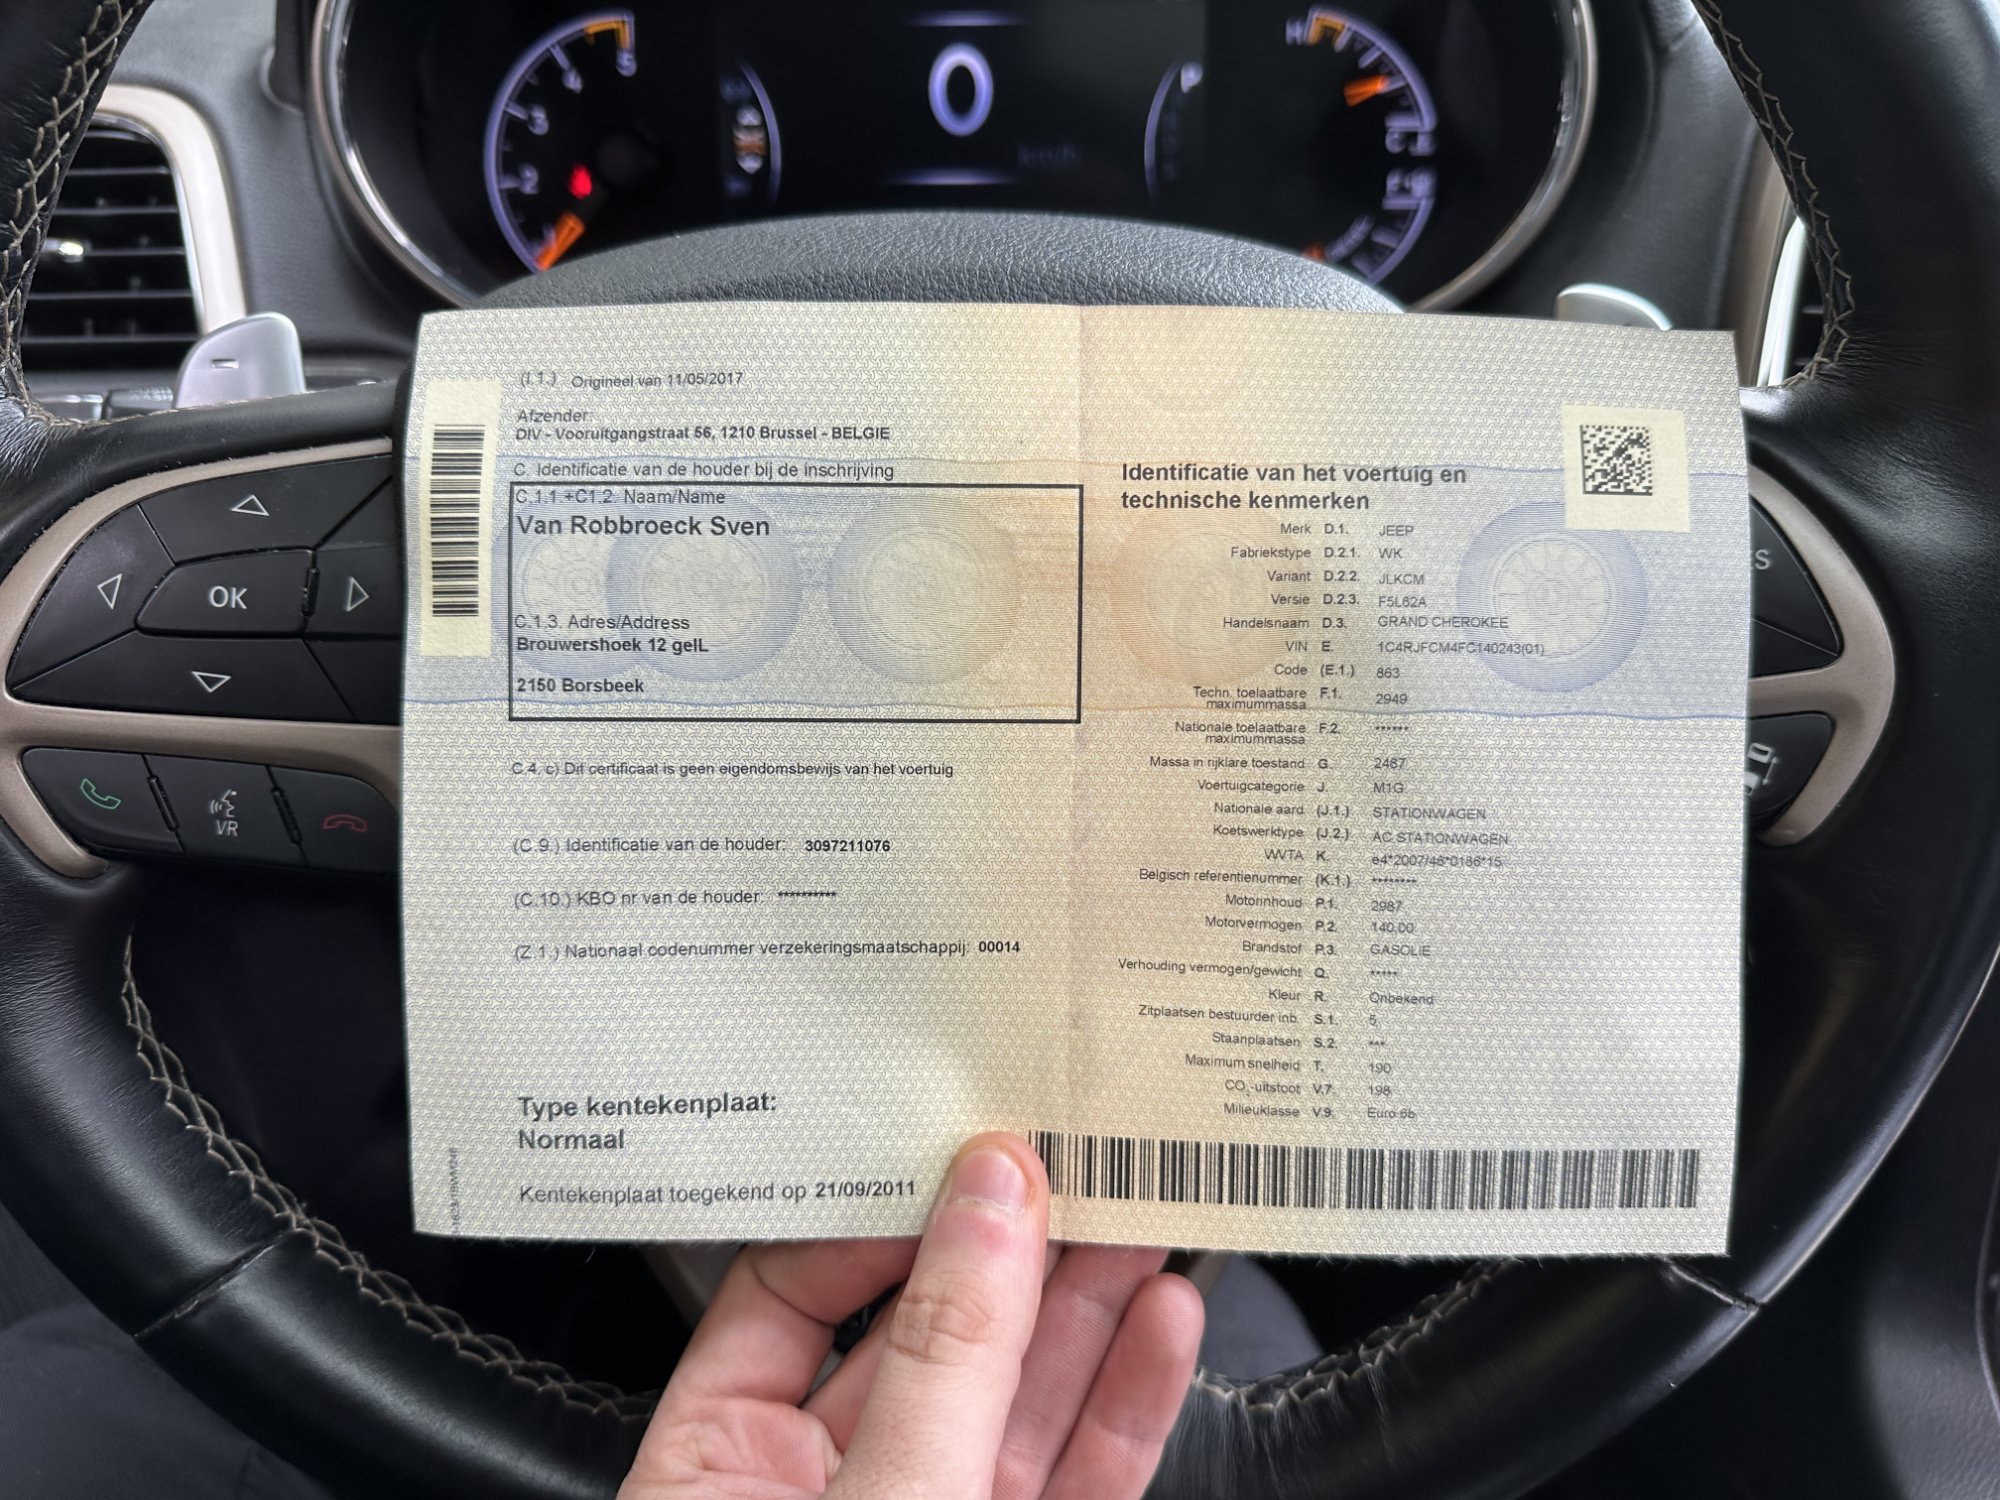 5
4
3
2
0
km/h
P
H
-
(I.1.) Origineel van 11/05/2017
Afzender:
DIV - Vooruitgangstraat 56, 1210 Brussel - BELGIE
C. Identificatie van de houder bij de inschrijving
C.1.1.+C1.2. Naam/Name
Van Robbroeck Sven
C.1.3. Adres/Address
Brouwershoek 12 gelL
2150 Borsbeek
C.4. c) Dit certificaat is geen eigendomsbewijs van het voertuig
(C.9.) Identificatie van de houder: 3097211076
(C.10.) KBO nr van de houder: **********
(Z.1.) Nationaal codenummer verzekeringsmaatschappij: 00014
Type kentekenplaat:
Normaal
Kentekenplaat toegekend op 21/09/2011
Identificatie van het voertuig en
technische kenmerken
Merk D.1. JEEP
Fabriekstype D.2.1. WK
Variant D.2.2. JLKCM
Versie D.2.3. F5L62A
Handelsnaam D.3. GRAND CHEROKEE
VIN E. 1C4RJFCM4FC140243(01)
Code (E.1.) 863
Techn. toelaatbare F.1. 2949
maximummassa
Nationale toelaatbare F.2. ******
maximummassa
Massa in rijklare toestand G. 2487
Voertuigcategorie J. M1G
Nationale aard (J.1.) STATIONWAGEN
Koetswerktype (J.2.) AC STATIONWAGEN
WVTA K. e4*2007/46*0186*15
Belgisch referentienummer (K.1.) ********
Motorinhoud P.1. 2987
Motorvermogen P.2. 140.00
Brandstof P.3. GASOLIE
Verhouding vermogen/gewicht Q. *****
Kleur R. Onbekend
Zitplaatsen bestuurder inb. S.1. 5
Staanplaatsen S.2. ***
Maximum snelheid T. 190
CO₂-uitstoot V.7. 198
Milieuklasse V.9. Euro 6b
OK
VR
S